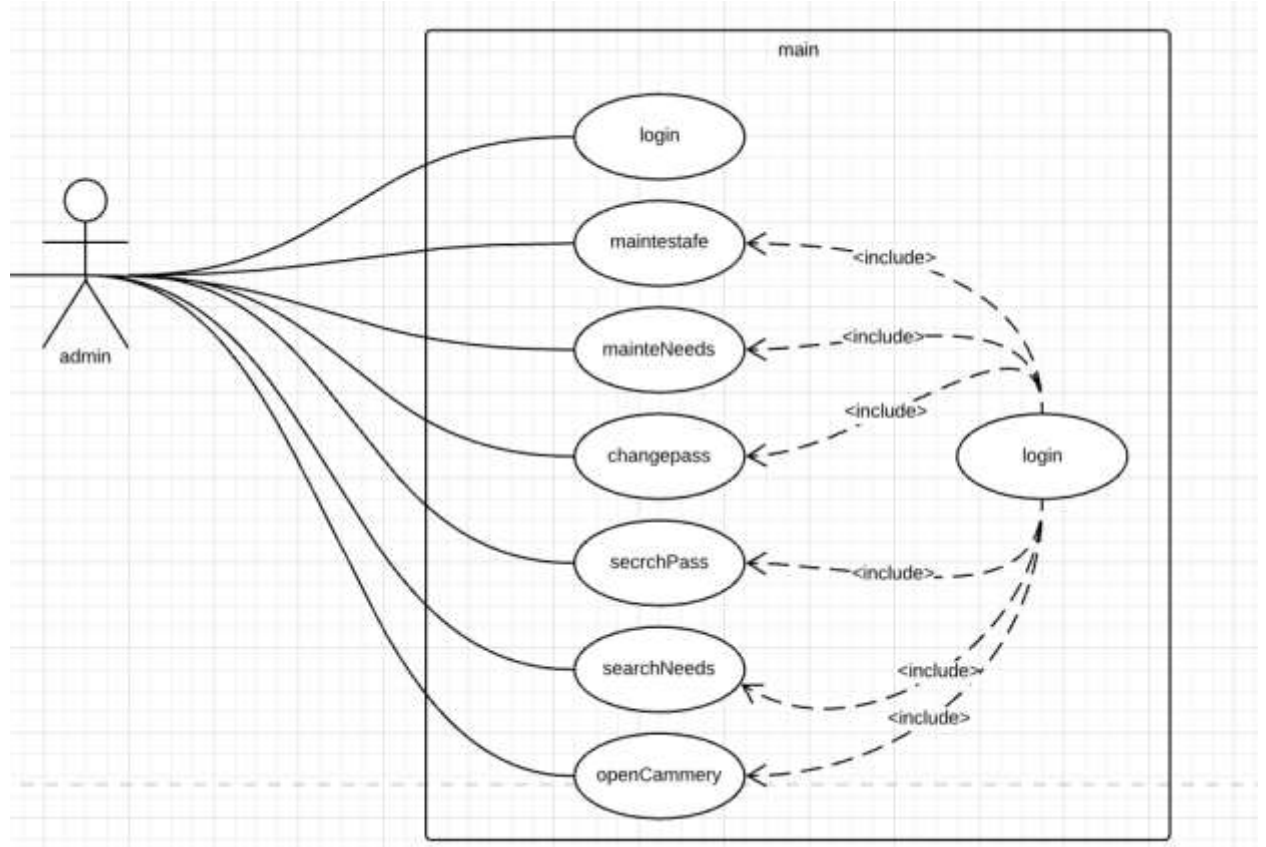 main
login
maintestafe
<include>
mainteNeeds
<include>
admin
<include>
changepass
login
secrchPass
<include>
searchNeeds
<include>
<include>
openCammery